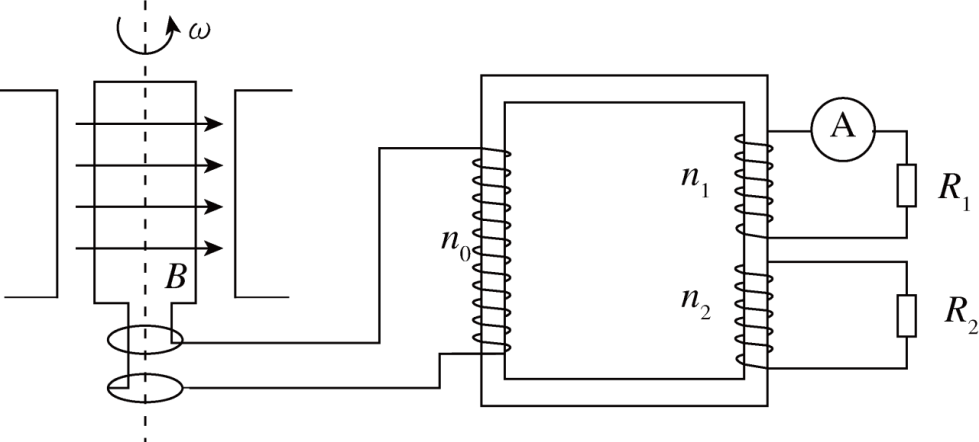 ω
A
n₁
R₁
n₀
B
n₂
R₂